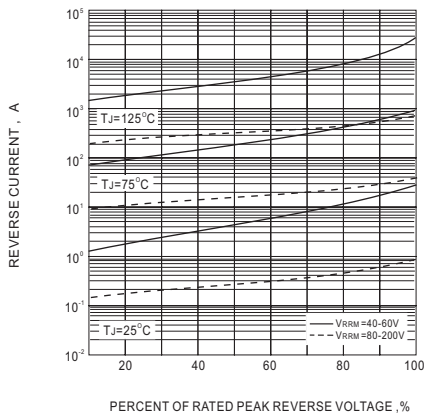 10⁵
10⁴
10³
10²
10¹
10⁰
10⁻¹
10⁻²
REVERSE CURRENT , A
TJ=125°C
TJ=75°C
TJ=25°C
VRRM=40-60V
VRRM=80-200V
20 40 60 80 100
PERCENT OF RATED PEAK REVERSE VOLTAGE ,%